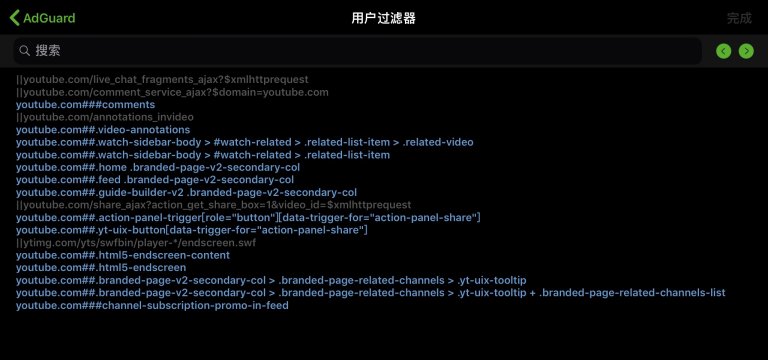 AdGuard
用户过滤器
完成
搜索
||youtube.com/live_chat_fragments_ajax?$xmlhttprequest
||youtube.com/comment_service_ajax?$domain=youtube.com
youtube.com###comments
||youtube.com/annotations_invideo
youtube.com##.video-annotations
youtube.com##.watch-sidebar-body > #watch-related > .related-list-item > .related-video
youtube.com##.watch-sidebar-body > #watch-related > .related-list-item
youtube.com##.home .branded-page-v2-secondary-col
youtube.com##.feed .branded-page-v2-secondary-col
youtube.com##.guide-builder-v2 .branded-page-v2-secondary-col
||youtube.com/share_ajax?action_get_share_box=1&video_id=$xmlhttprequest
youtube.com##.action-panel-trigger[role="button"][data-trigger-for="action-panel-share"]
youtube.com##.yt-uix-button[data-trigger-for="action-panel-share"]
||ytimg.com/yts/swfbin/player-*/endscreen.swf
youtube.com##.html5-endscreen-content
youtube.com##.html5-endscreen
youtube.com##.branded-page-v2-secondary-col > .branded-page-related-channels > .yt-uix-tooltip
youtube.com##.branded-page-v2-secondary-col > .branded-page-related-channels > .yt-uix-tooltip + .branded-page-related-channels-list
youtube.com###channel-subscription-promo-in-feed